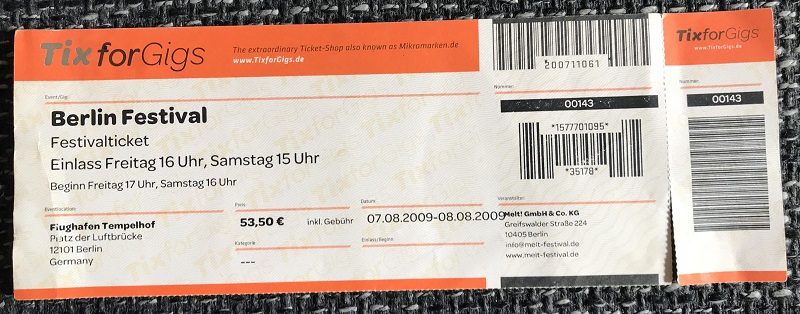 TixforGigs
The extraordinary Ticket-Shop also known as Mikromarken.de
www.TixforGigs.de
Event/Gig:
Berlin Festival
Festivalticket
Einlass Freitag 16 Uhr, Samstag 15 Uhr
Beginn Freitag 17 Uhr, Samstag 16 Uhr
Eventlocation:
Flughafen Tempelhof
Platz der Luftbrücke
12101 Berlin
Germany
Preis:
53,50 € inkl. Gebühr
Kategorie:
---
Datum:
07.08.2009-08.08.2009
Einlass/Beginn:
200711061
Nummer:
00143
*1577701095*
*35178*
Veranstalter:
Melt! GmbH & Co. KG
Greifswalder Straße 224
10405 Berlin
info@melt-festival.de
www.melt-festival.de
TixforGigs
www.TixforGigs.de
Nummer:
00143